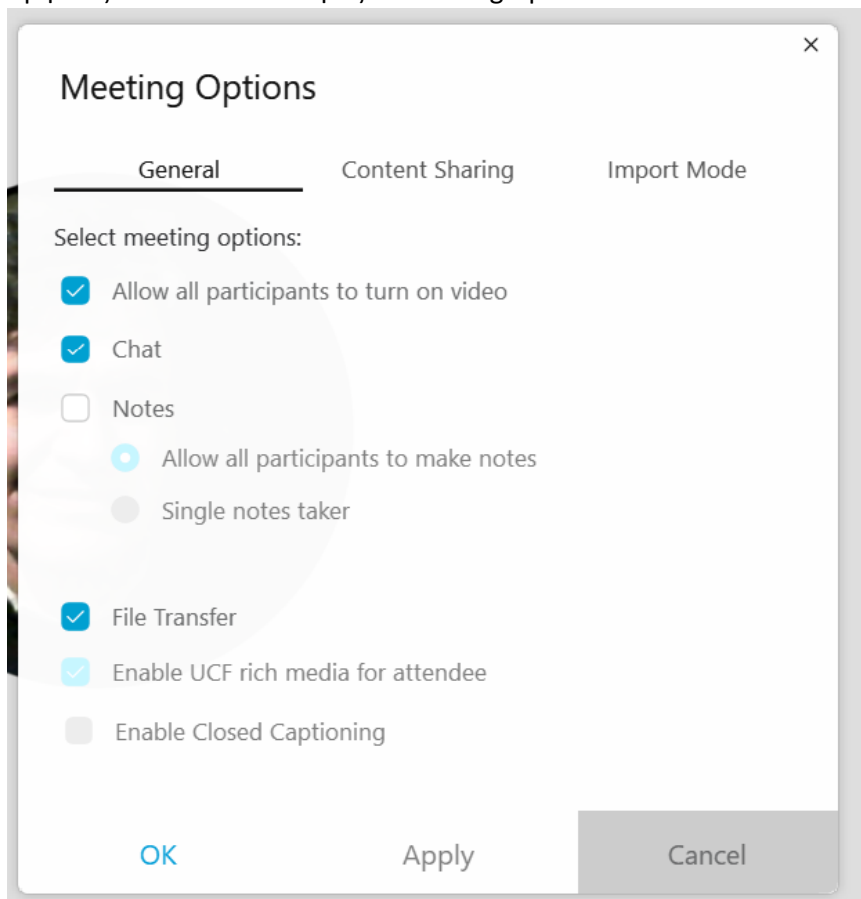 Meeting Options
General Content Sharing Import Mode
Select meeting options:
Allow all participants to turn on video
Chat
Notes
Allow all participants to make notes
Single notes taker
File Transfer
Enable UCF rich media for attendee
Enable Closed Captioning
OK Apply Cancel